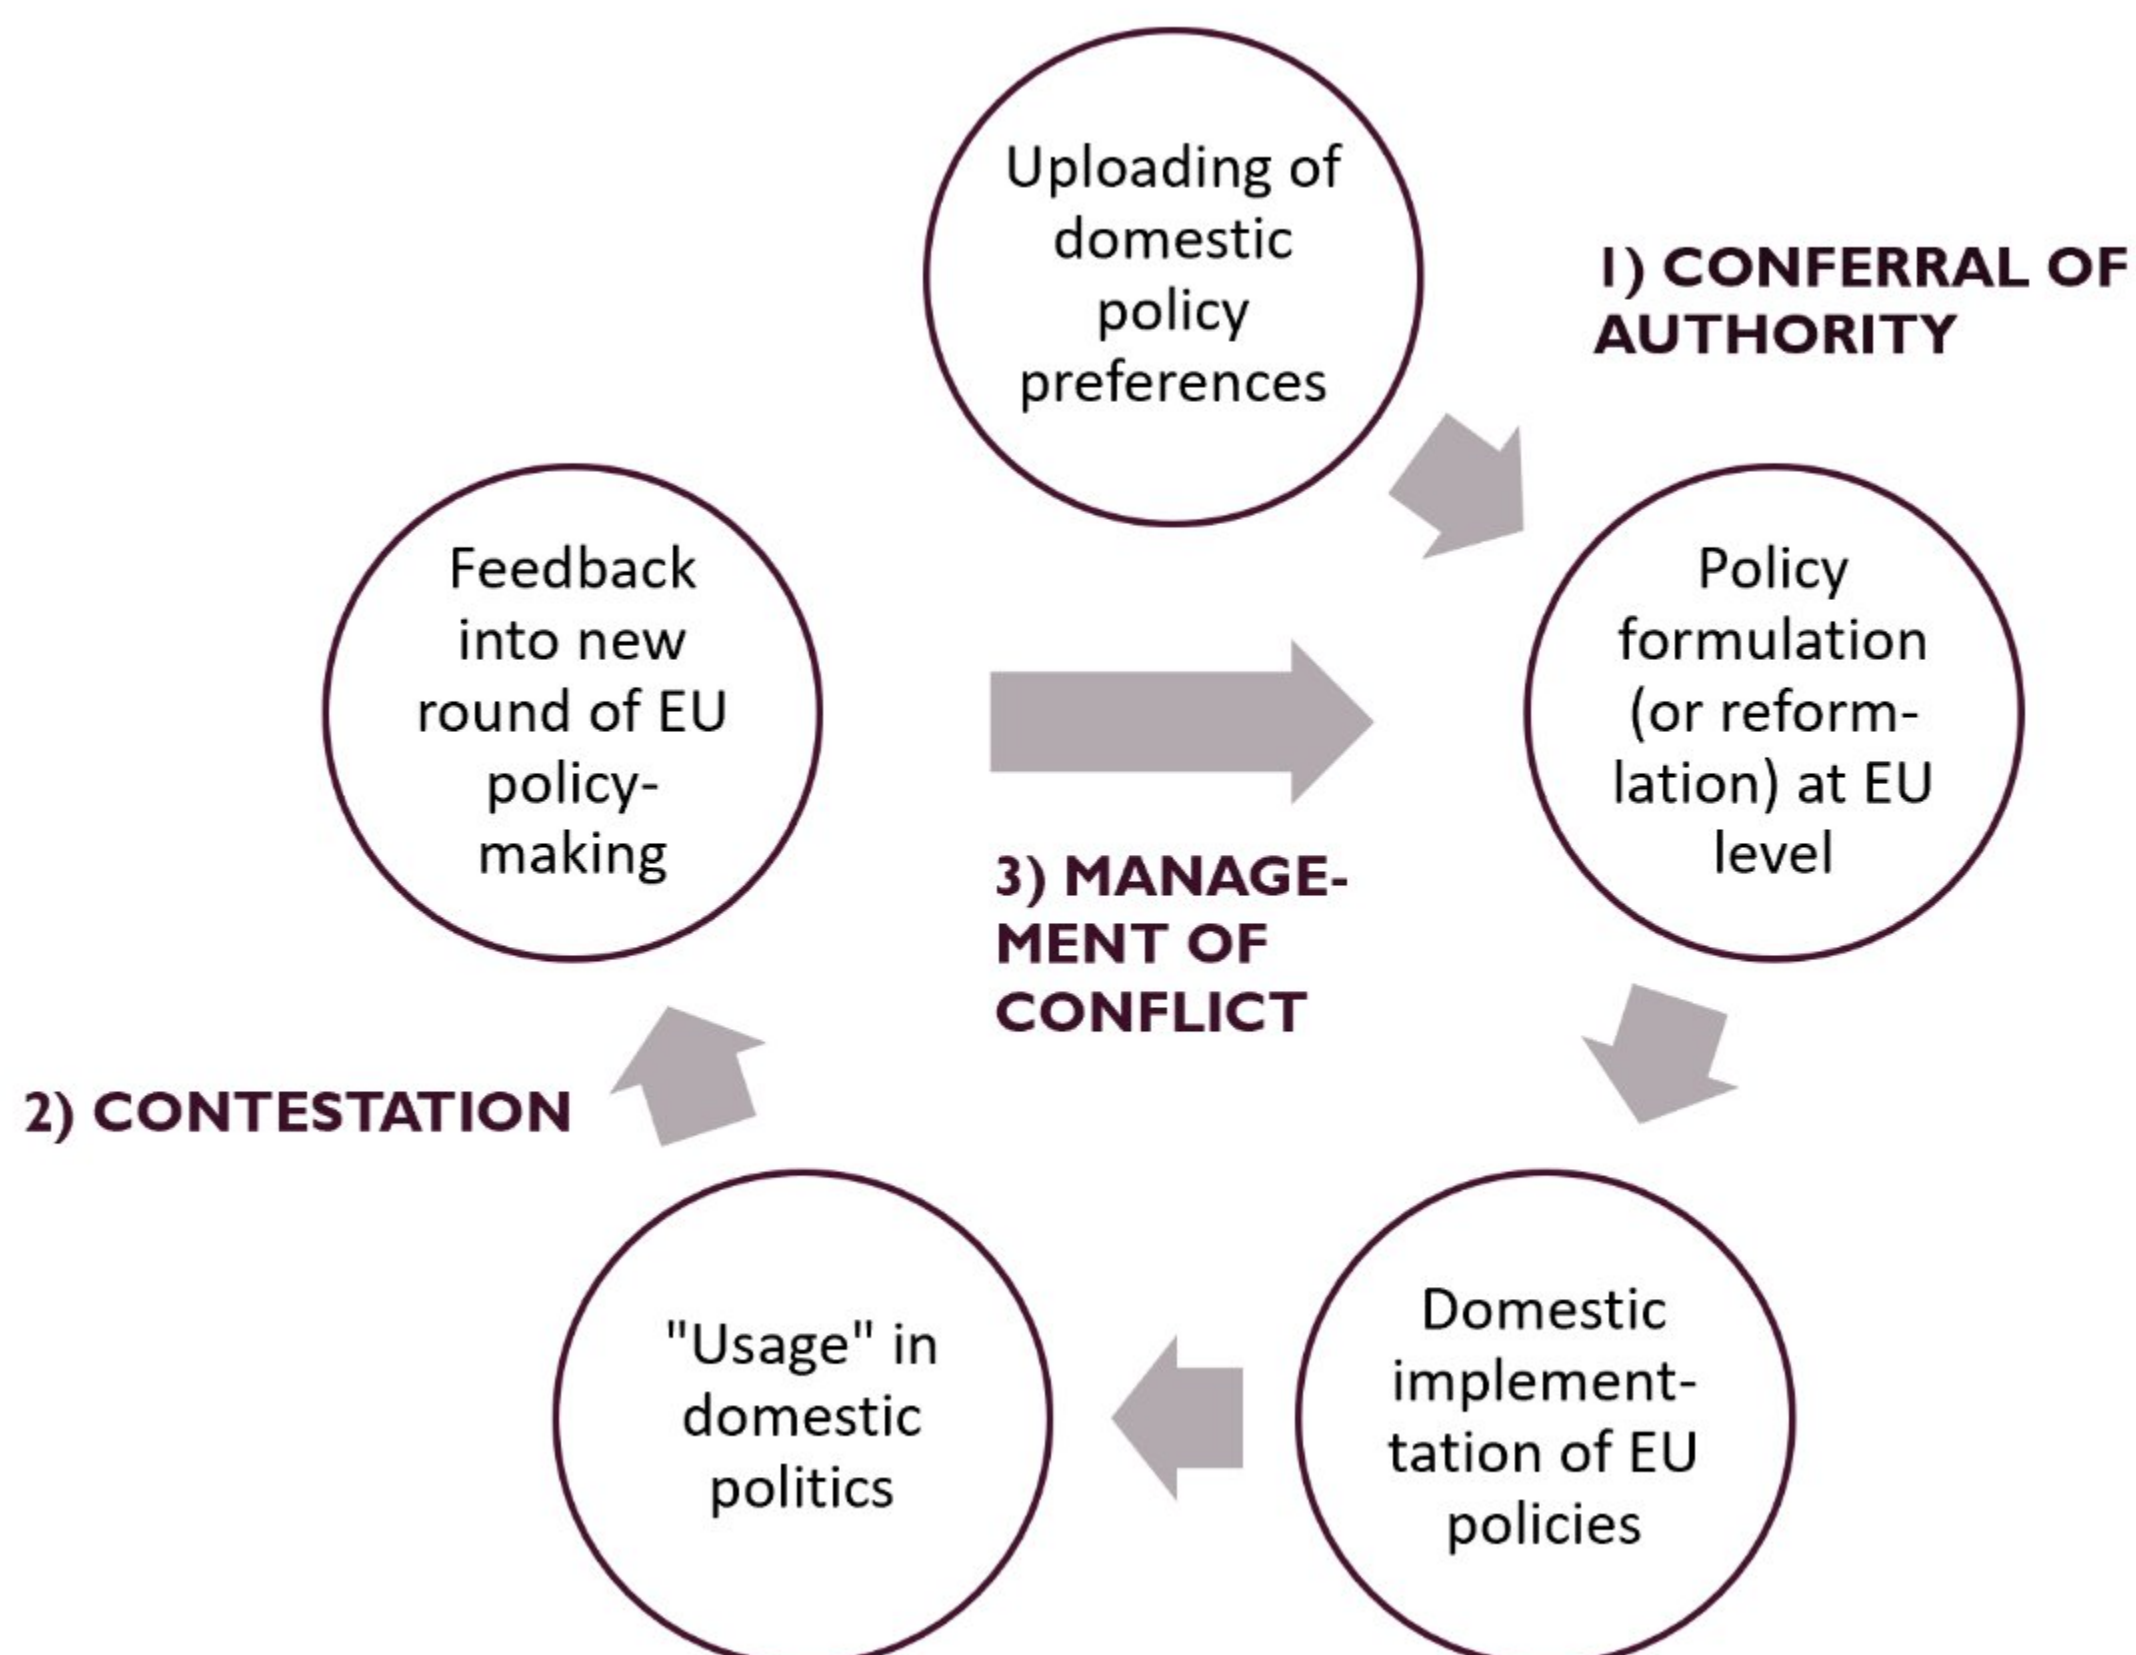 Uploading of
domestic
policy
preferences
1) CONFERRAL OF
AUTHORITY
Policy
formulation
(or reform-
lation) at EU
level
Domestic
implement-
tation of EU
policies
"Usage" in
domestic
politics
2) CONTESTATION
Feedback
into new
round of EU
policy-
making
3) MANAGE-
MENT OF
CONFLICT